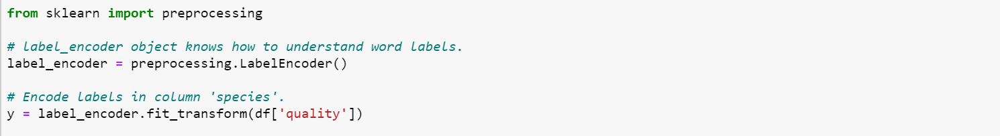 from sklearn import preprocessing
# label_encoder object knows how to understand word labels.
label_encoder = preprocessing.LabelEncoder()
# Encode labels in column 'species'.
y = label_encoder.fit_transform(df['quality'])